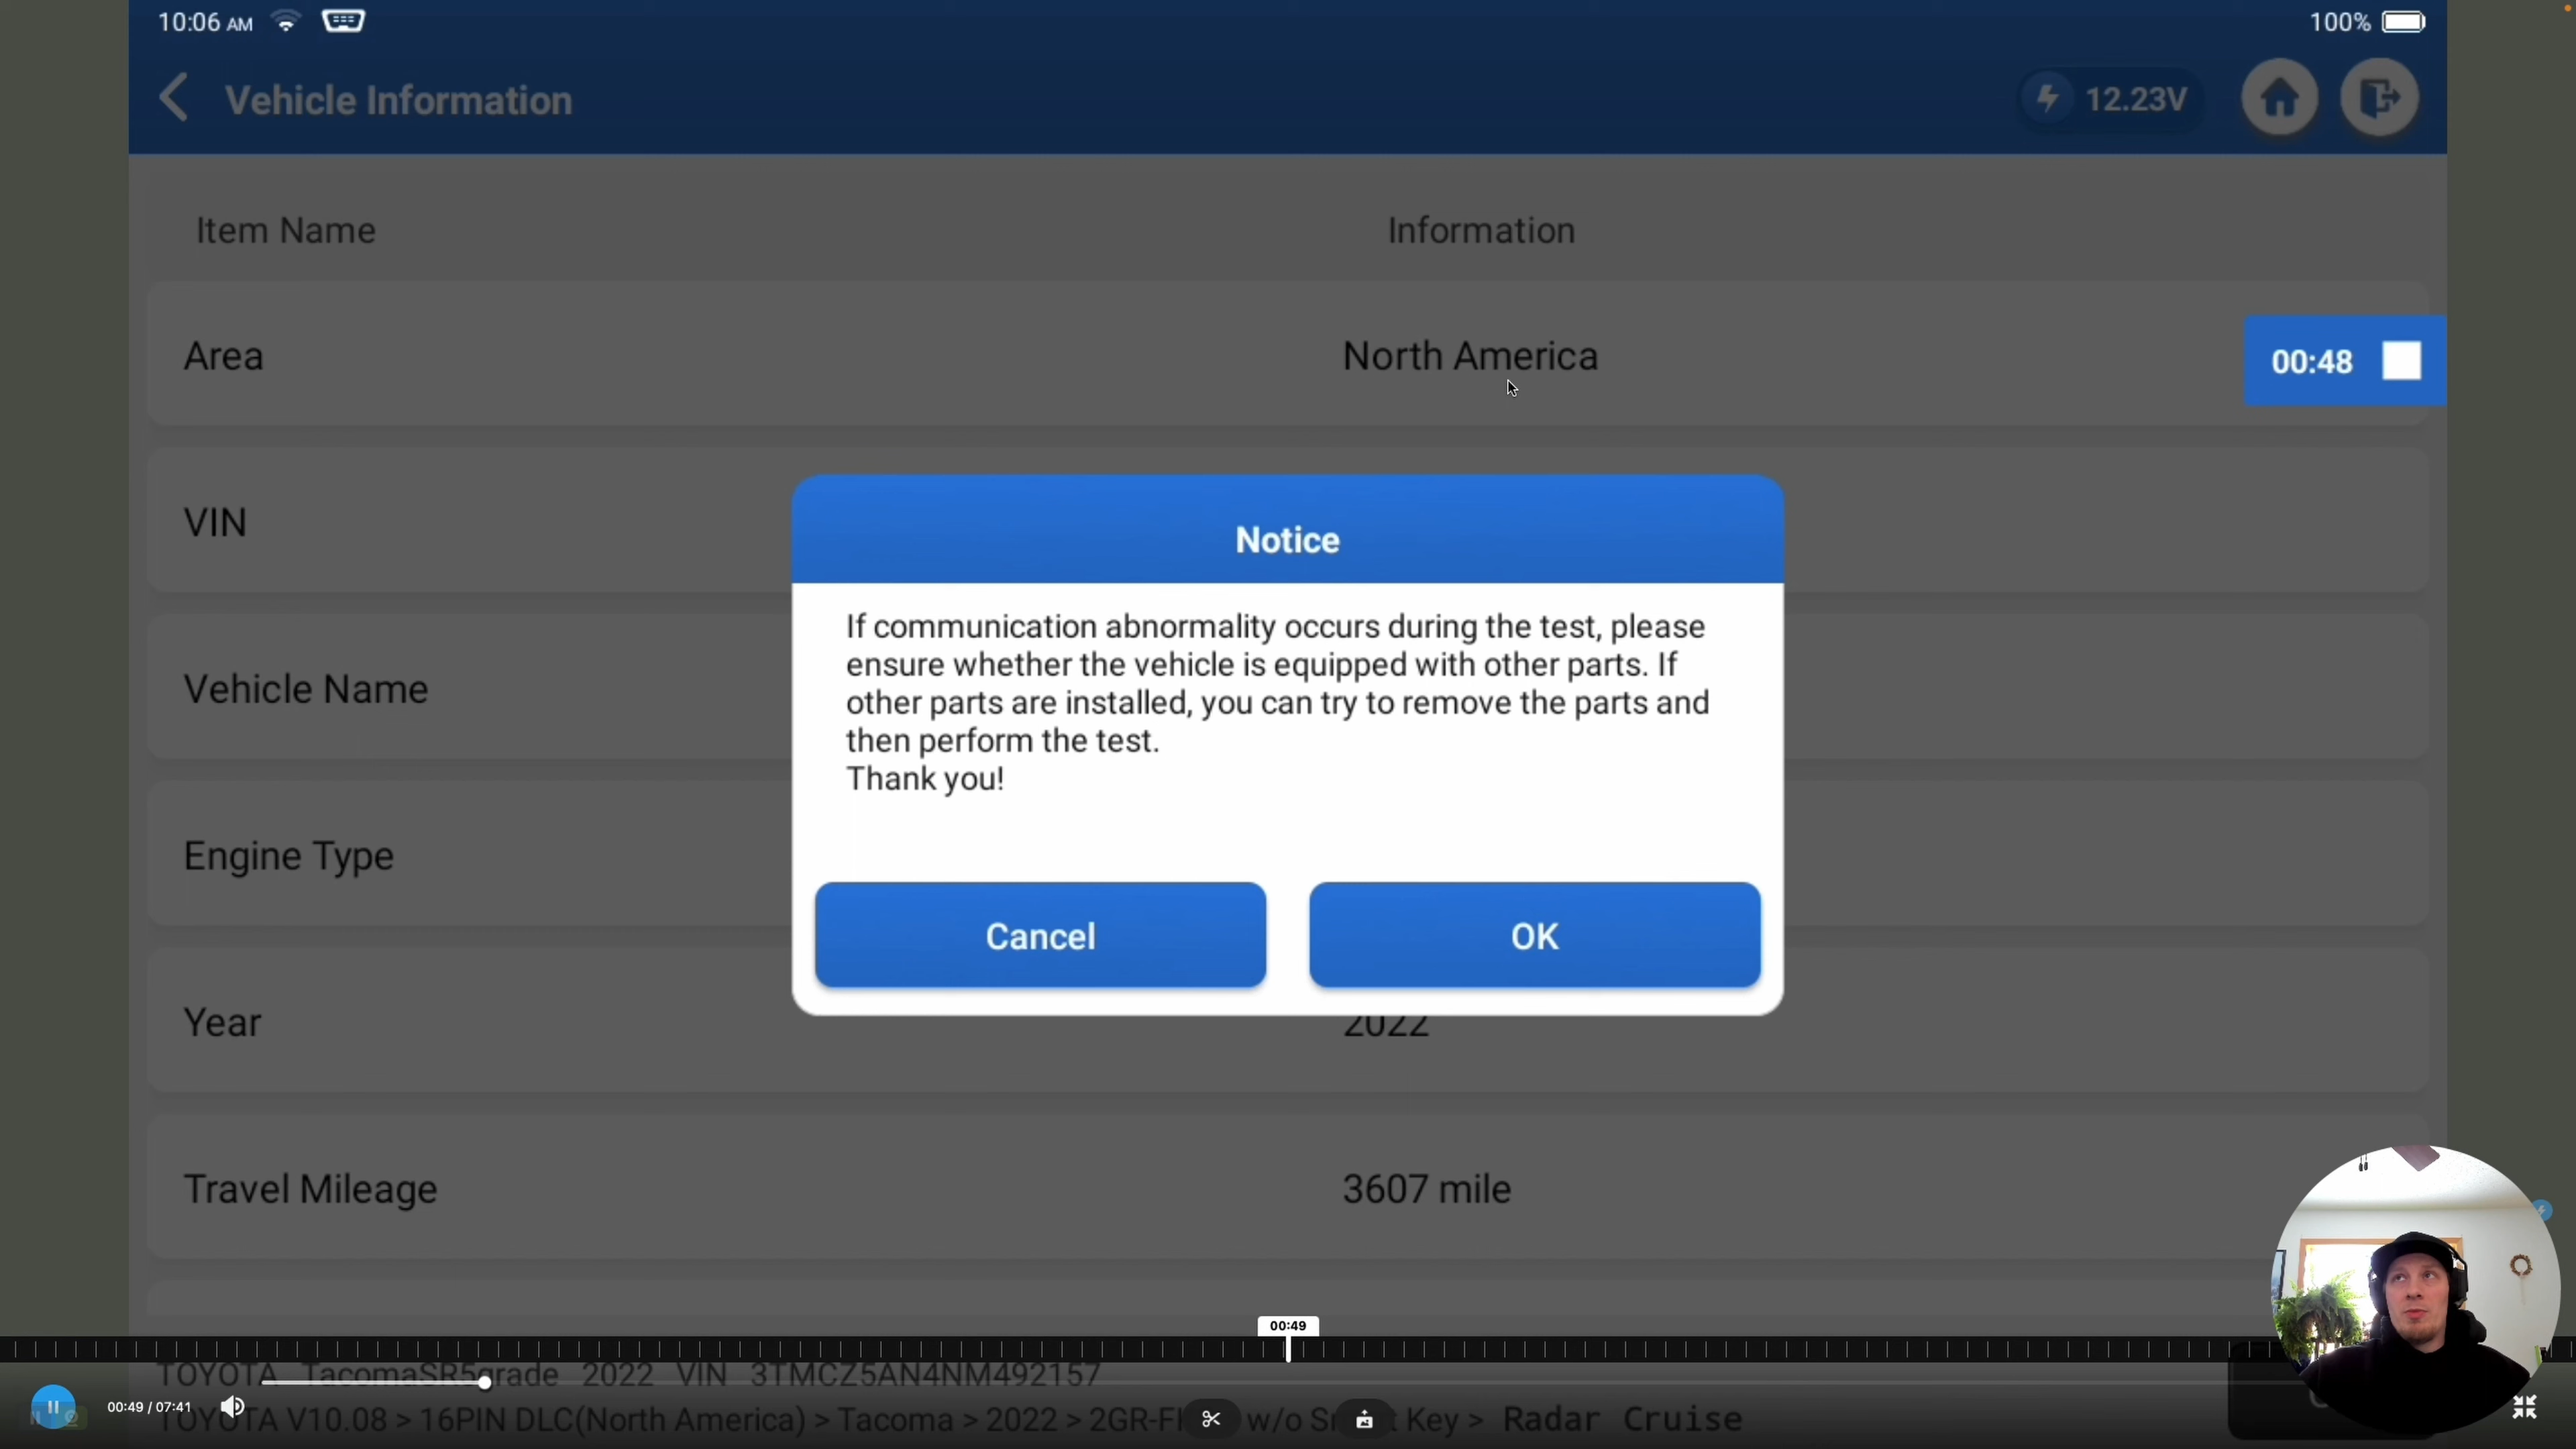 10:06 AM
100%
Vehicle Information
12.23V
Item Name Information
Area North America
00:48
VIN
Notice
If communication abnormality occurs during the test, please
ensure whether the vehicle is equipped with other parts. If
other parts are installed, you can try to remove the parts and
then perform the test.
Thank you!
Vehicle Name
Engine Type
Cancel OK
Year 2022
Travel Mileage 3607 mile
00:49
TOYOTA TacomaSR5grade 2022 VIN 3TMCZ5AN4NM492157
00:49 / 07:41
TOYOTA V10.08 > 16PIN DLC(North America) > Tacoma > 2022 > w/o Key > Radar Cruise